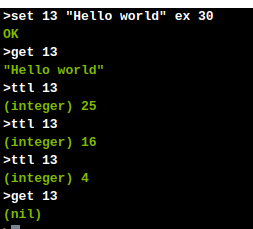 >set 13 "Hello world" ex 30
OK
>get 13
"Hello world"
>ttl 13
(integer) 25
>ttl 13
(integer) 16
>ttl 13
(integer) 4
>get 13
(nil)
>